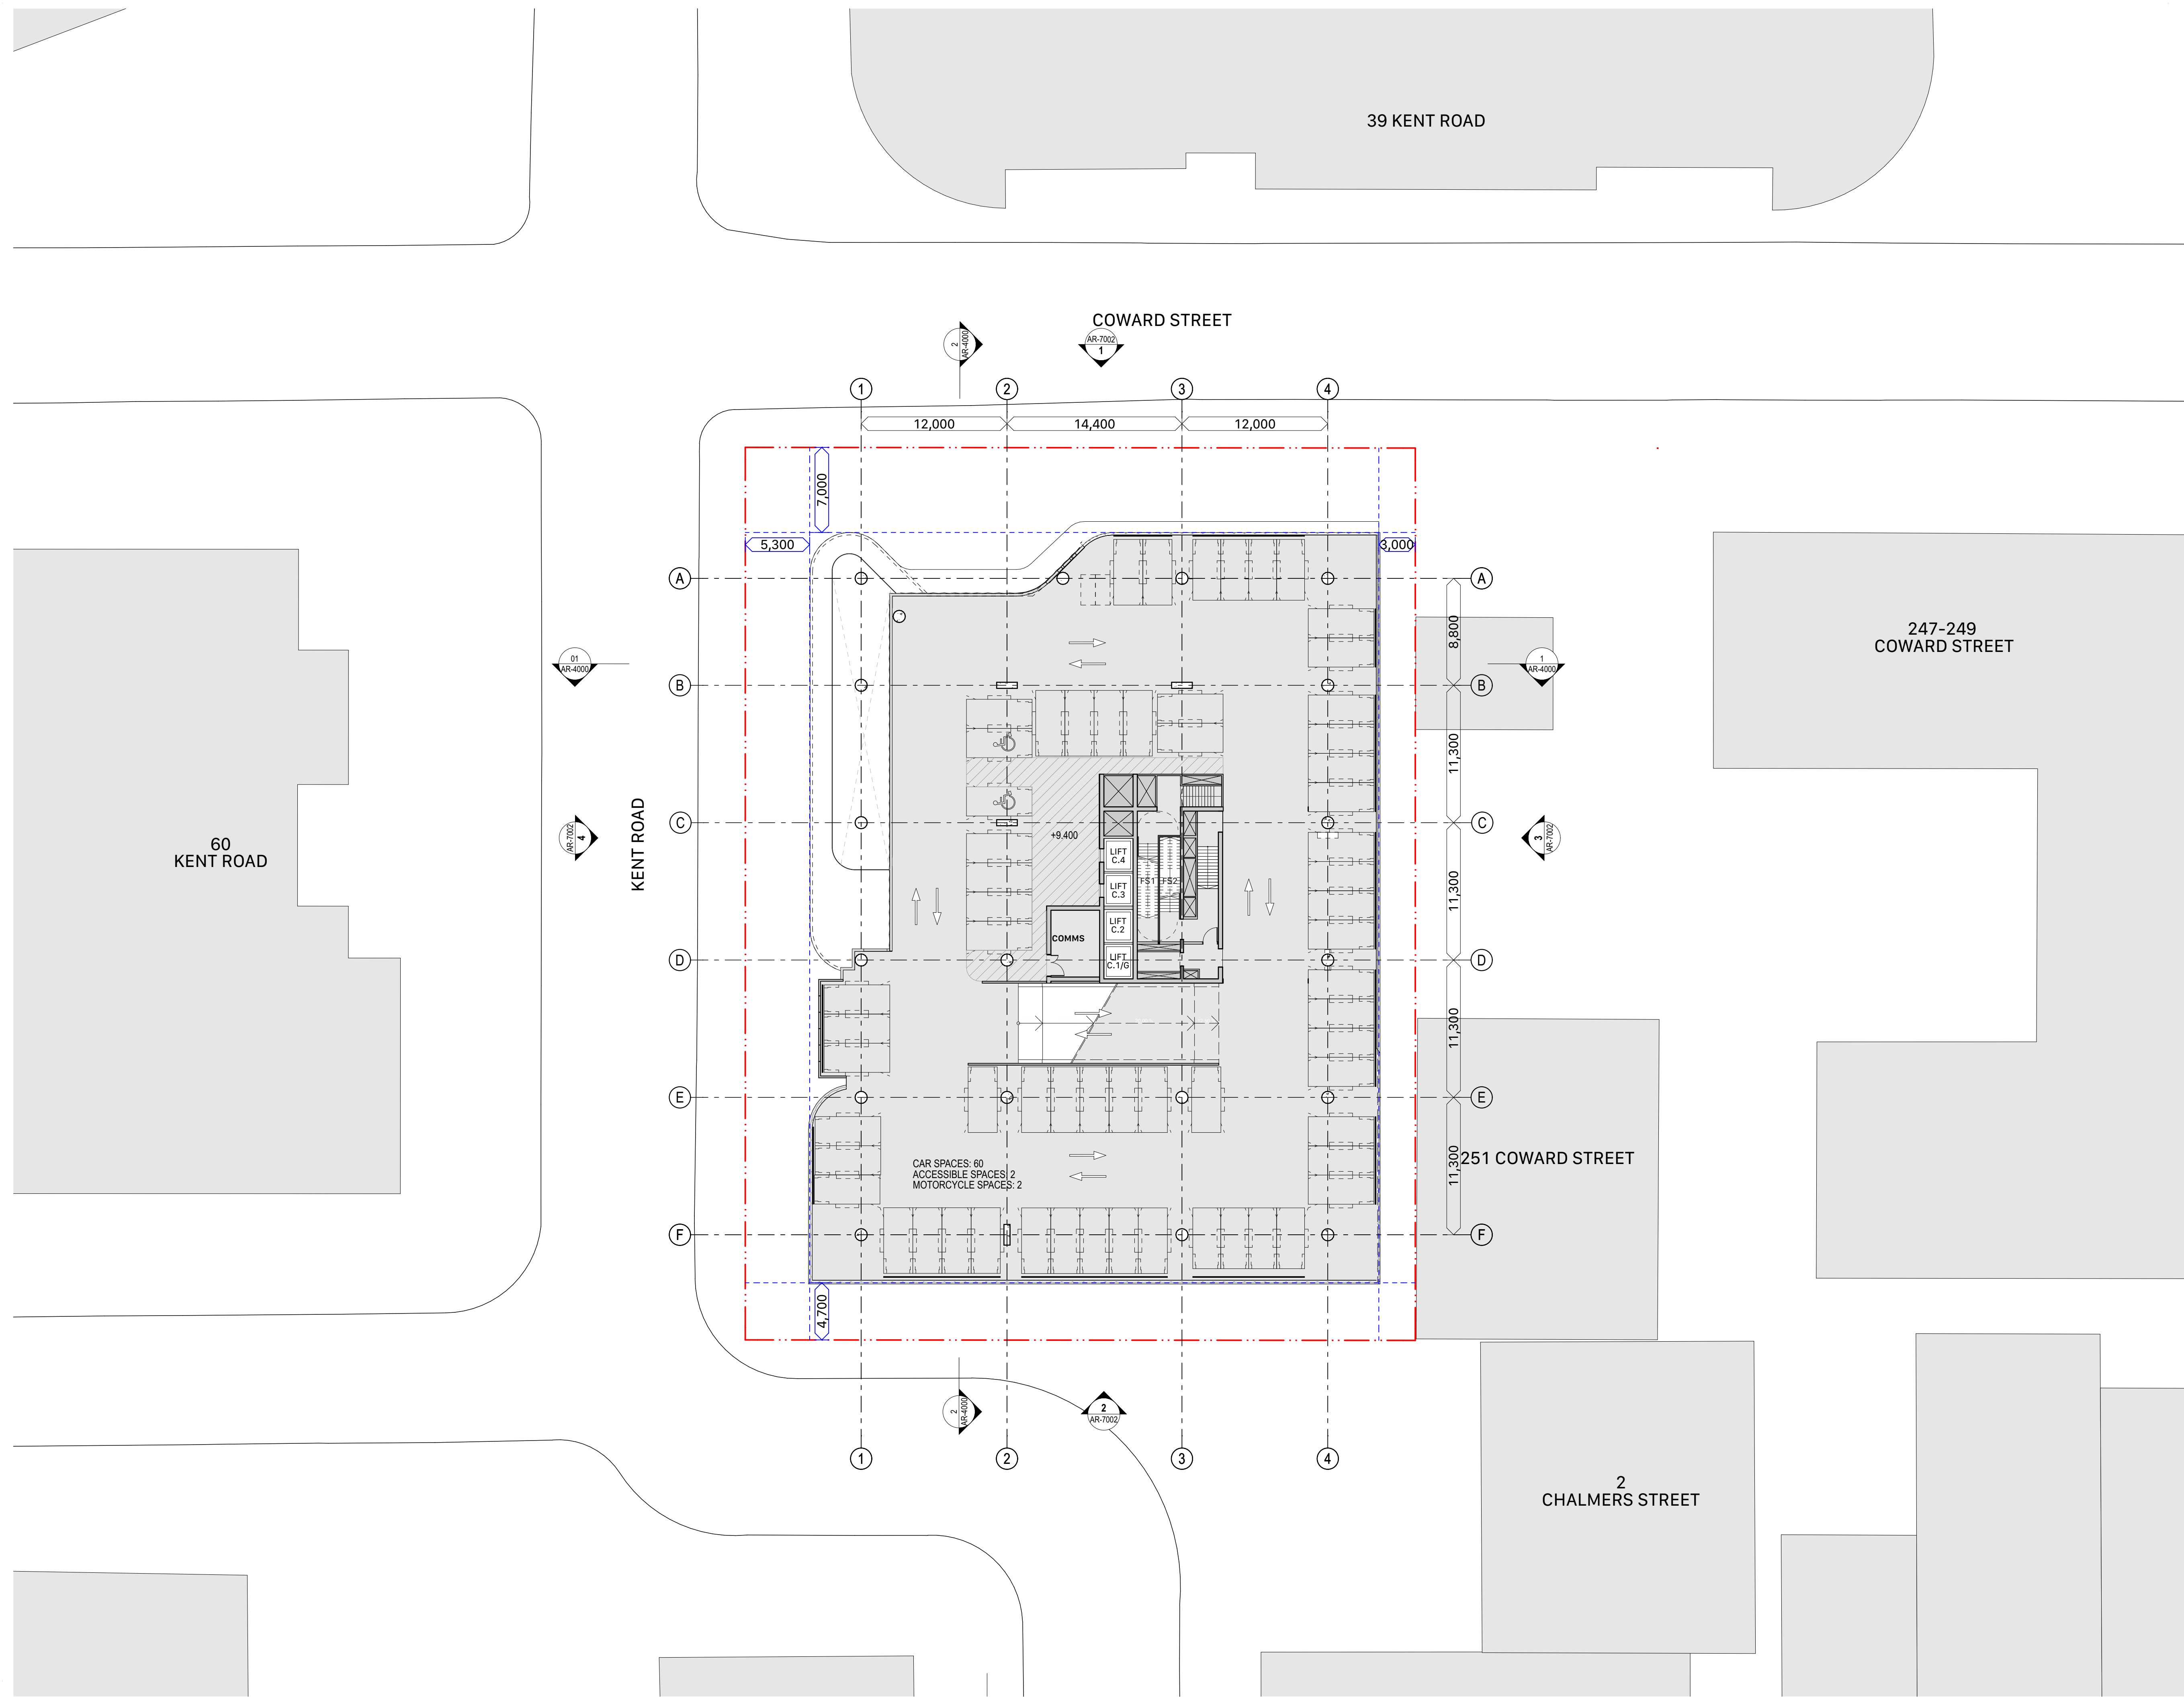 39 KENT ROAD
COWARD STREET
2
AR-4000
AR-7002
1
1
2
3
4
12,000
14,400
12,000
7,000
5,300
3,000
A
A
8,800
247-249
COWARD STREET
01
AR-4000
1
AR-4000
B
B
11,300
60
KENT ROAD
KENT ROAD
4
AR-7002
C
+9.400
C
3
AR-7002
LIFT
C.4
LIFT
C.3
FS1
FS2
11,300
LIFT
C.2
COMMS
D
LIFT
C.1/G
D
11,300
E
E
11,300
251 COWARD STREET
CAR SPACES: 60
ACCESSIBLE SPACES: 2
MOTORCYCLE SPACES: 2
F
F
4,700
2
AR-4000
2
AR-7002
1
2
3
4
2
CHALMERS STREET